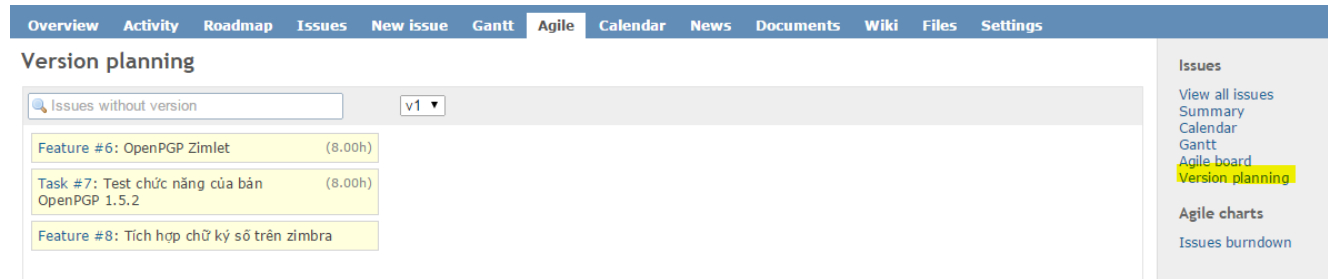 Overview Activity Roadmap Issues New issue Gantt Agile Calendar News Documents Wiki Files Settings
Version planning
Issues without version
v1
Feature #6: OpenPGP Zimlet (8.00h)
Task #7: Test chức năng của bản (8.00h)
OpenPGP 1.5.2
Feature #8: Tích hợp chữ ký số trên zimbra
Issues
View all issues
Summary
Calendar
Gantt
Agile board
Version planning
Agile charts
Issues burndown